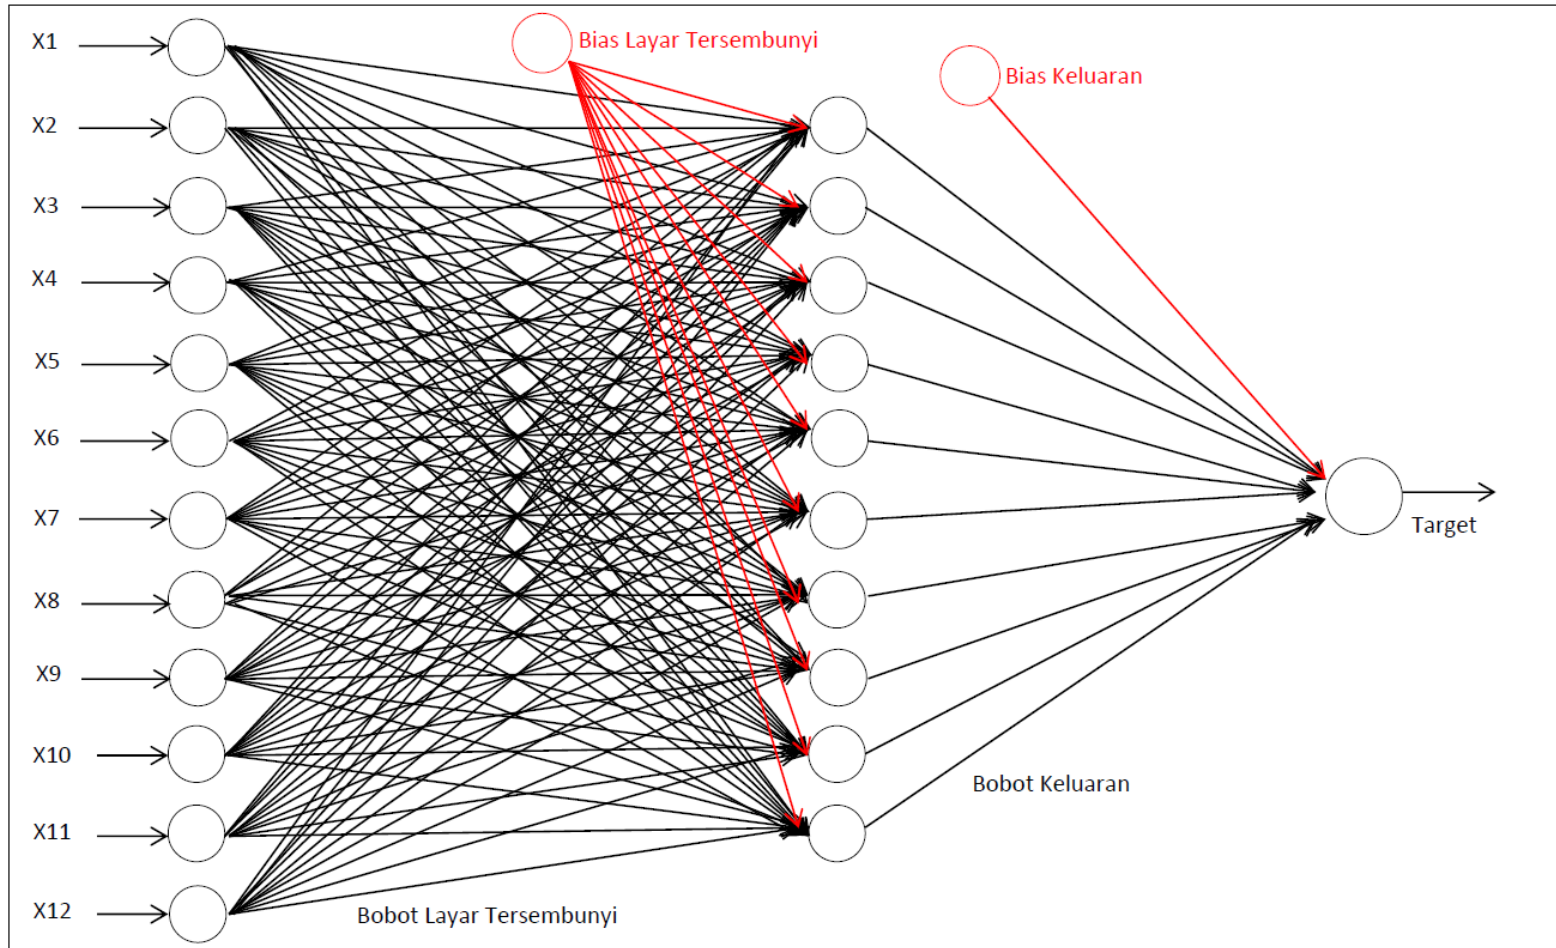 X1
Bias Layar Tersembunyi
Bias Keluaran
X2
X3
X4
X5
X6
X7
Target
X8
X9
X10
Bobot Keluaran
X11
X12
Bobot Layar Tersembunyi